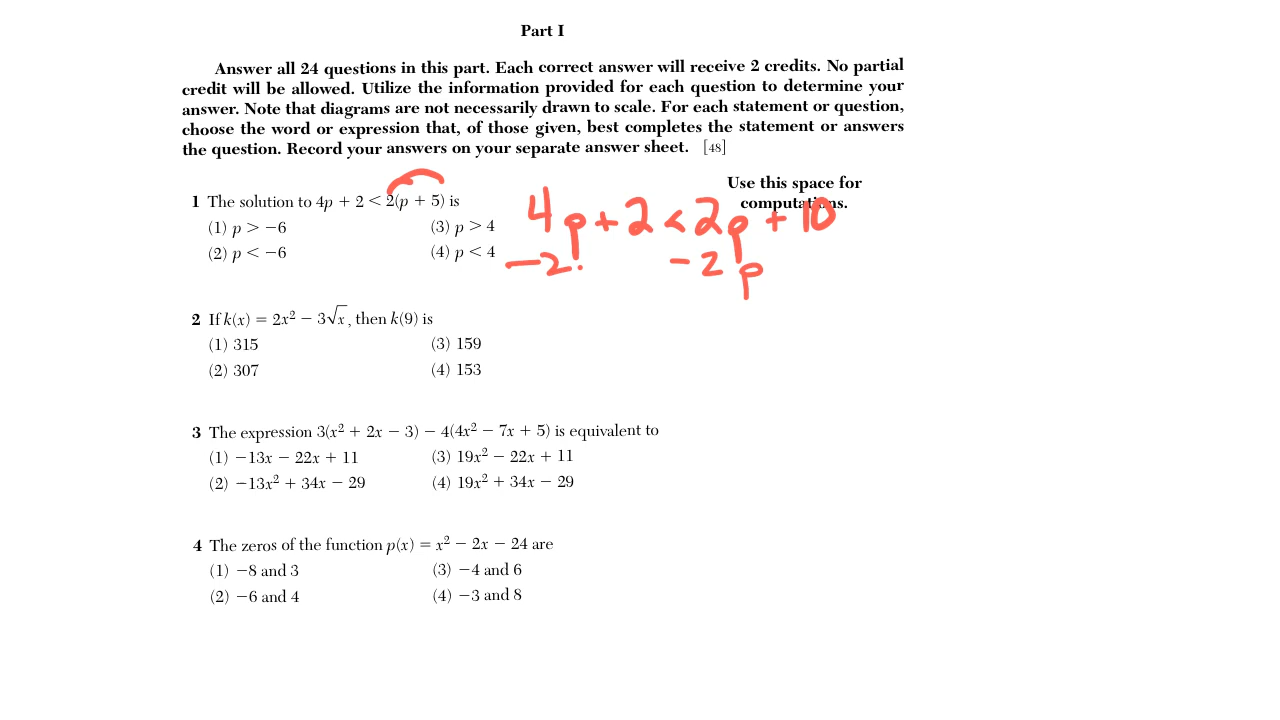 Part I
Answer all 24 questions in this part. Each correct answer will receive 2 credits. No partial
credit will be allowed. Utilize the information provided for each question to determine your
answer. Note that diagrams are not necessarily drawn to scale. For each statement or question,
choose the word or expression that, of those given, best completes the statement or answers
the question. Record your answers on your separate answer sheet. [48]
Use this space for
computations.
1 The solution to 4p + 2 < 2(p + 5) is
(1) p > −6
(3) p > 4
(2) p < −6
(4) p < 4
4p + 2 < 2p + 10
−2 − 2p
2 If k(x) = 2x² − 3√x, then k(9) is
(1) 315
(3) 159
(2) 307
(4) 153
3 The expression 3(x² + 2x − 3) − 4(4x² − 7x + 5) is equivalent to
(1) −13x − 22x + 11
(3) 19x² − 22x + 11
(2) −13x² + 34x − 29
(4) 19x² + 34x − 29
4 The zeros of the function p(x) = x² − 2x − 24 are
(1) −8 and 3
(3) −4 and 6
(2) −6 and 4
(4) −3 and 8